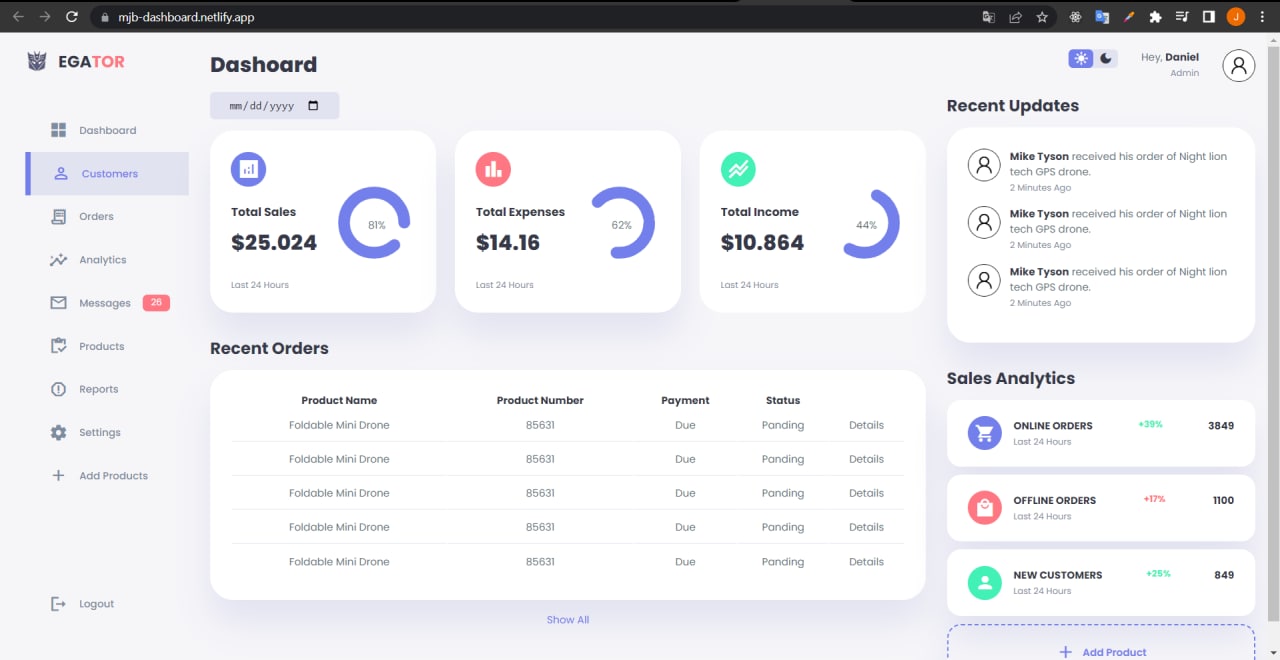 mjb-dashboard.netlify.app
J
EGATOR
Dashboard
Customers
Orders
Analytics
Messages 26
Products
Reports
Settings
Add Products
Logout
Dashoard
mm/dd/yyyy
Total Sales
$25.024
81%
Last 24 Hours
Total Expenses
$14.16
62%
Last 24 Hours
Total Income
$10.864
44%
Last 24 Hours
Recent Orders
Product Name Product Number Payment Status
Foldable Mini Drone 85631 Due Panding Details
Foldable Mini Drone 85631 Due Panding Details
Foldable Mini Drone 85631 Due Panding Details
Foldable Mini Drone 85631 Due Panding Details
Foldable Mini Drone 85631 Due Panding Details
Show All
Hey, Daniel
Admin
Recent Updates
Mike Tyson received his order of Night lion
tech GPS drone.
2 Minutes Ago
Mike Tyson received his order of Night lion
tech GPS drone.
2 Minutes Ago
Mike Tyson received his order of Night lion
tech GPS drone.
2 Minutes Ago
Sales Analytics
ONLINE ORDERS +39% 3849
Last 24 Hours
OFFLINE ORDERS +17% 1100
Last 24 Hours
NEW CUSTOMERS +25% 849
Last 24 Hours
Add Product